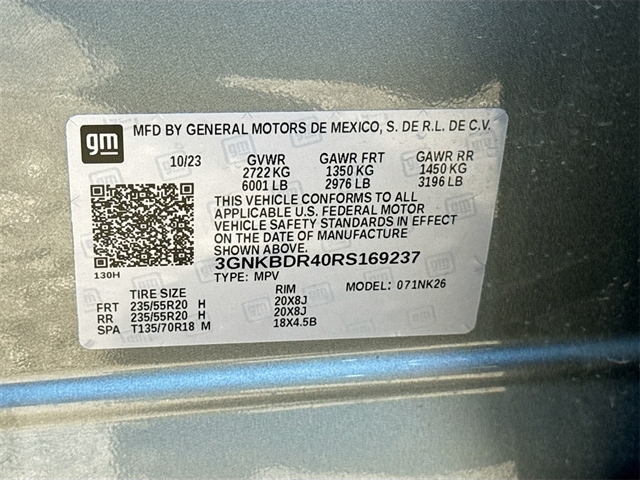 gm
MFD BY GENERAL MOTORS DE MEXICO, S. DE R.L. DE C.V.
10/23 GVWR GAWR FRT GAWR RR
2722 KG 1350 KG 1450 KG
6001 LB 2976 LB 3196 LB
THIS VEHICLE CONFORMS TO ALL
APPLICABLE U.S. FEDERAL MOTOR
VEHICLE SAFETY STANDARDS IN EFFECT
ON THE DATE OF MANUFACTURE
SHOWN ABOVE.
130H
3GNKBDR40RS169237
TYPE: MPV
MODEL: 071NK26
TIRE SIZE RIM
FRT 235/55R20 H 20X8J
RR 235/55R20 H 20X8J
SPA T135/70R18 M 18X4.5B